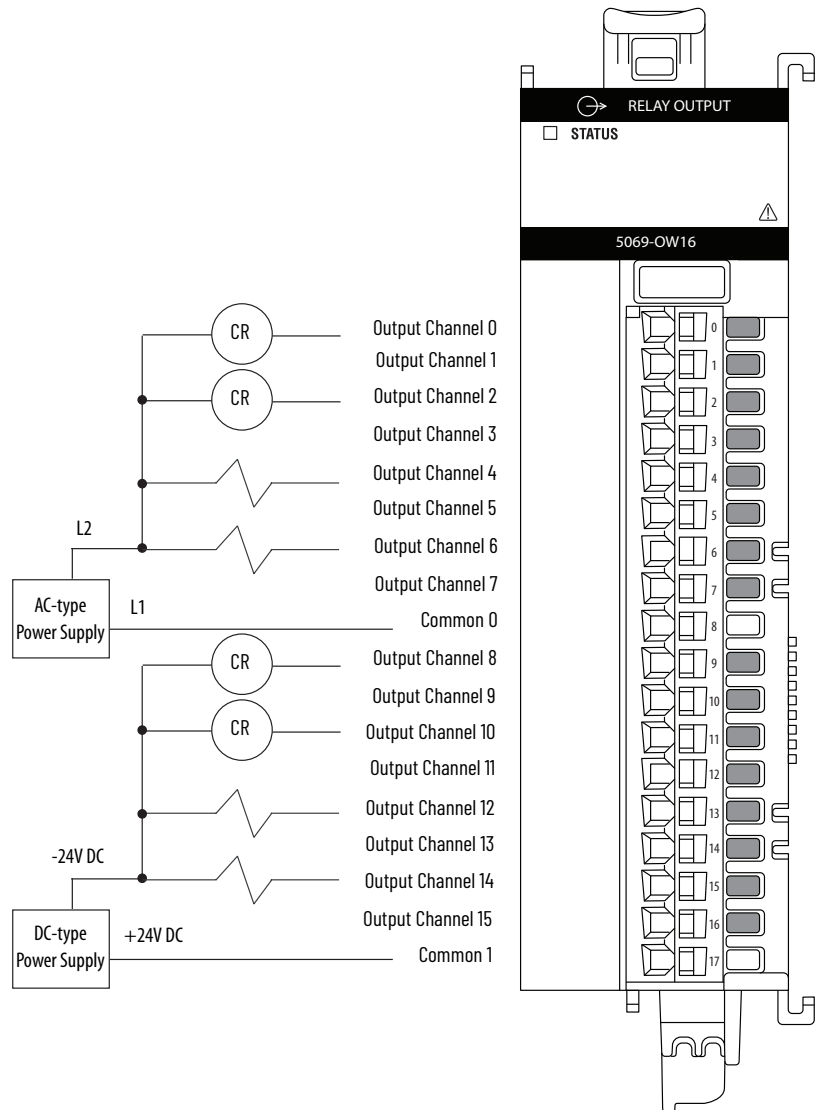 RELAY OUTPUT
STATUS
5069-OW16
CR
Output Channel 0
Output Channel 1
CR
Output Channel 2
Output Channel 3
Output Channel 4
Output Channel 5
L2
Output Channel 6
Output Channel 7
AC-type
Power Supply
L1
Common 0
CR
Output Channel 8
Output Channel 9
CR
Output Channel 10
Output Channel 11
Output Channel 12
Output Channel 13
-24V DC
Output Channel 14
Output Channel 15
DC-type
Power Supply
+24V DC
Common 1
0
1
2
3
4
5
6
7
8
9
10
11
12
13
14
15
16
17